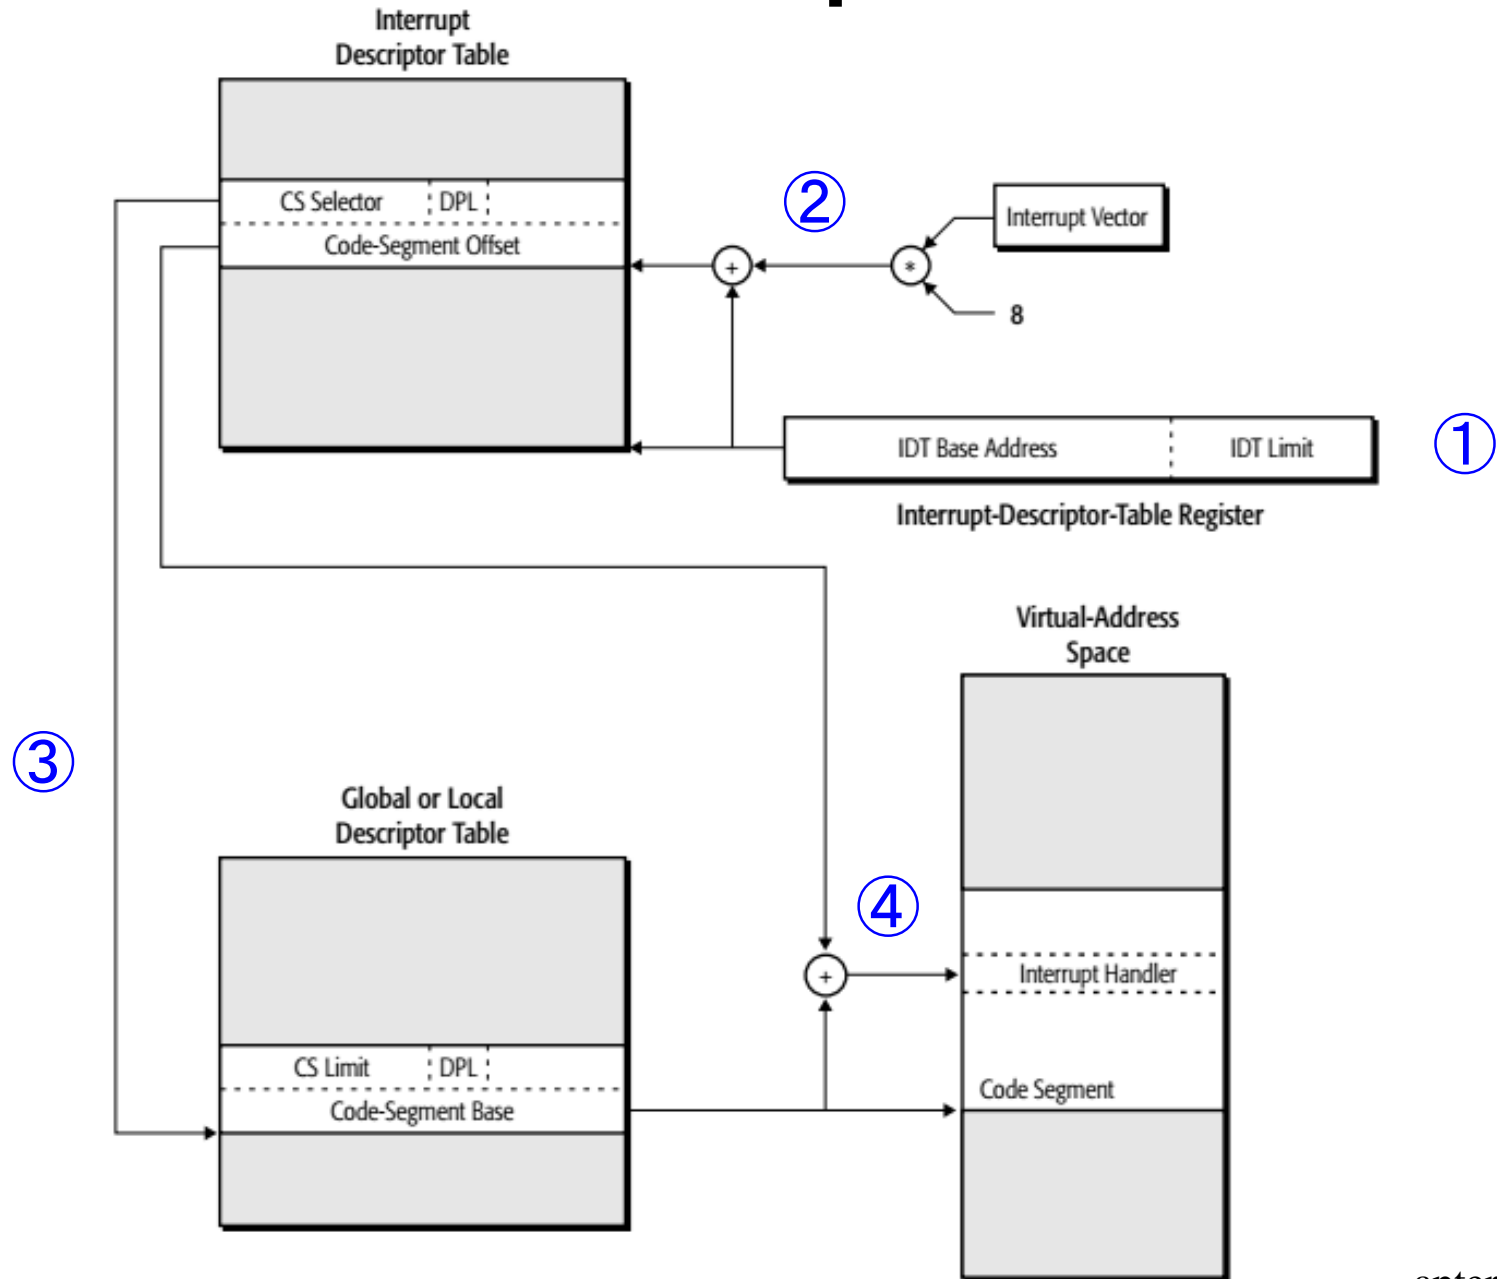 Interrupt
Descriptor Table
CS Selector DPL
Code-Segment Offset
②
Interrupt Vector
+
*
8
IDT Base Address IDT Limit
①
Interrupt-Descriptor-Table Register
Virtual-Address
Space
③
Global or Local
Descriptor Table
④
+
Interrupt Handler
CS Limit DPL
Code-Segment Base
Code Segment